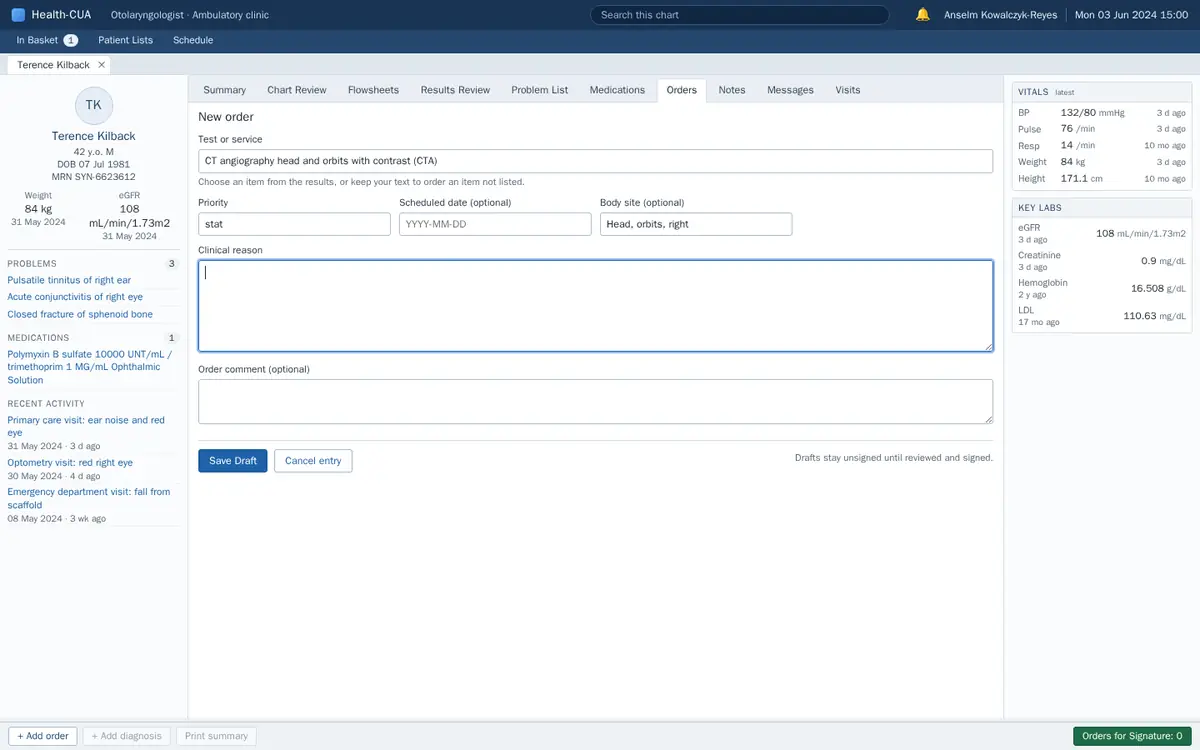 Health-CUA Otolaryngologist · Ambulatory clinic Search this chart Anselm Kowalczyk-Reyes Mon 03 Jun 2024 15:00
In Basket 1 Patient Lists Schedule
Terence Kilback ✕
TK
Terence Kilback
42 y.o. M
DOB 07 Jul 1981
MRN SYN-6623612
Weight
84 kg
31 May 2024
eGFR
108
mL/min/1.73m2
31 May 2024
PROBLEMS 3
Pulsatile tinnitus of right ear
Acute conjunctivitis of right eye
Closed fracture of sphenoid bone
MEDICATIONS 1
Polymyxin B sulfate 10000 UNT/mL /
trimethoprim 1 MG/mL Ophthalmic
Solution
RECENT ACTIVITY
Primary care visit: ear noise and red
eye
31 May 2024 · 3 d ago
Optometry visit: red right eye
30 May 2024 · 4 d ago
Emergency department visit: fall from
scaffold
08 May 2024 · 3 wk ago
Summary Chart Review Flowsheets Results Review Problem List Medications Orders Notes Messages Visits
New order
Test or service
CT angiography head and orbits with contrast (CTA)
Choose an item from the results, or keep your text to order an item not listed.
Priority
stat
Scheduled date (optional)
YYYY-MM-DD
Body site (optional)
Head, orbits, right
Clinical reason
Order comment (optional)
Save Draft Cancel entry Drafts stay unsigned until reviewed and signed.
VITALS latest
BP 132/80 mmHg 3 d ago
Pulse 76 /min 3 d ago
Resp 14 /min 10 mo ago
Weight 84 kg 3 d ago
Height 171.1 cm 10 mo ago
KEY LABS
eGFR
3 d ago
108 mL/min/1.73m2
Creatinine
3 d ago
0.9 mg/dL
Hemoglobin
2 y ago
16.508 g/dL
LDL
17 mo ago
110.63 mg/dL
+ Add order + Add diagnosis Print summary Orders for Signature: 0